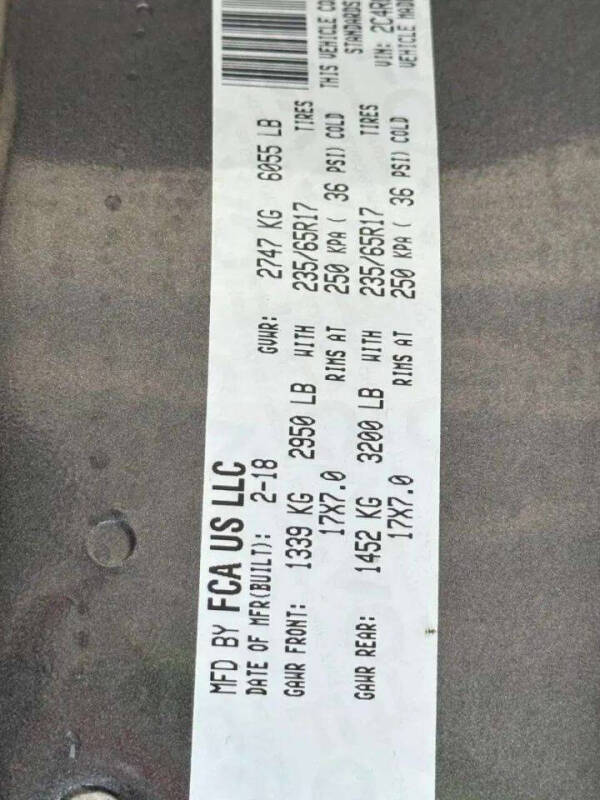 MFD BY FCA US LLC
DATE OF MFR(BUILT): 2-18 GVWR: 2747 KG 6055 LB
GAWR FRONT: 1339 KG 2950 LB WITH 235/65R17 TIRES
17X7.0 RIMS AT 250 KPA ( 36 PSI) COLD
THIS VEHICLE
STANDARDS
GAWR REAR: 1452 KG 3200 LB WITH 235/65R17 TIRES
VIN: 2C4R
17X7.0 RIMS AT 250 KPA ( 36 PSI) COLD
VEHICLE MADE